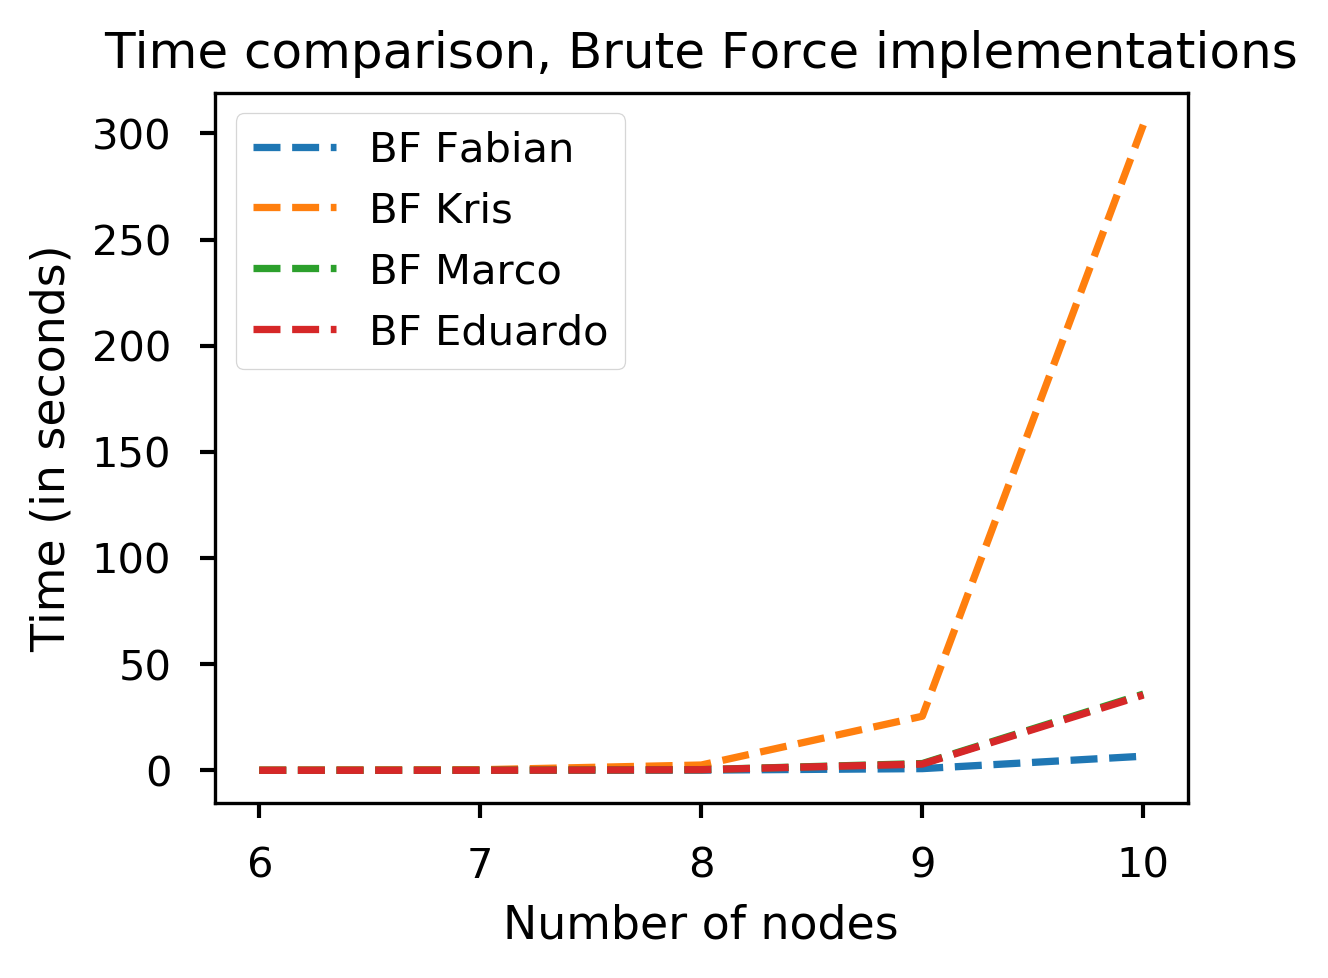 Time comparison, Brute Force implementations
BF Fabian
BF Kris
BF Marco
BF Eduardo
Time (in seconds)
300
250
200
150
100
50
0
6 7 8 9 10
Number of nodes